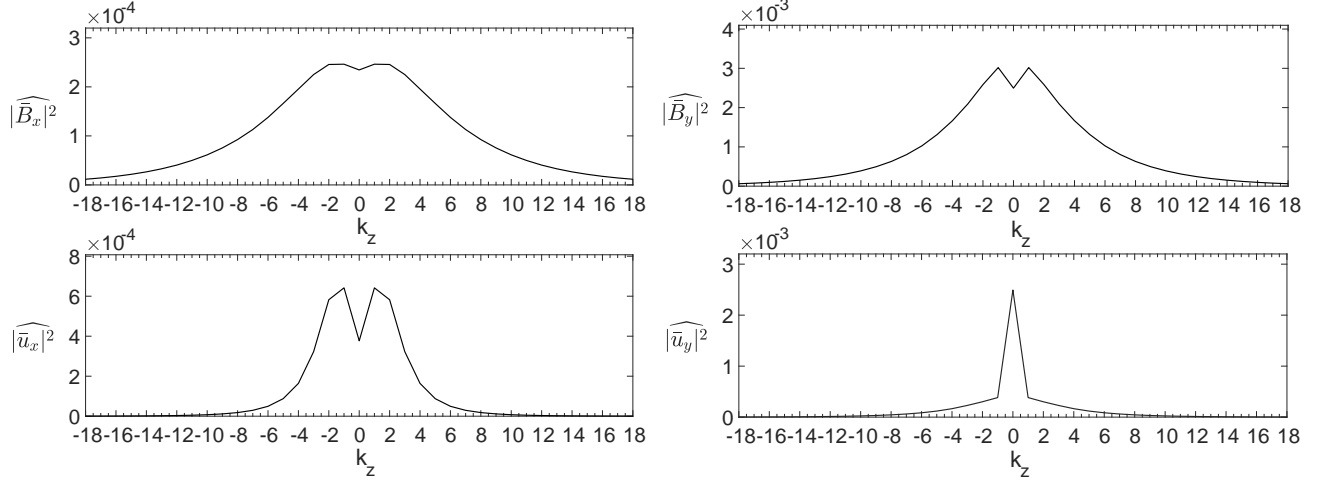 ×10⁻⁴
3
2
1
0
|\widehat{\bar{B}_x}|²
-18 -16 -14 -12 -10 -8 -6 -4 -2 0 2 4 6 8 10 12 14 16 18
k_z
×10⁻³
4
3
2
1
0
|\widehat{\bar{B}_y}|²
-18 -16 -14 -12 -10 -8 -6 -4 -2 0 2 4 6 8 10 12 14 16 18
k_z
×10⁻⁴
8
6
4
2
0
|\widehat{\bar{u}_x}|²
-18 -16 -14 -12 -10 -8 -6 -4 -2 0 2 4 6 8 10 12 14 16 18
k_z
×10⁻³
3
2
1
0
|\widehat{\bar{u}_y}|²
-18 -16 -14 -12 -10 -8 -6 -4 -2 0 2 4 6 8 10 12 14 16 18
k_z